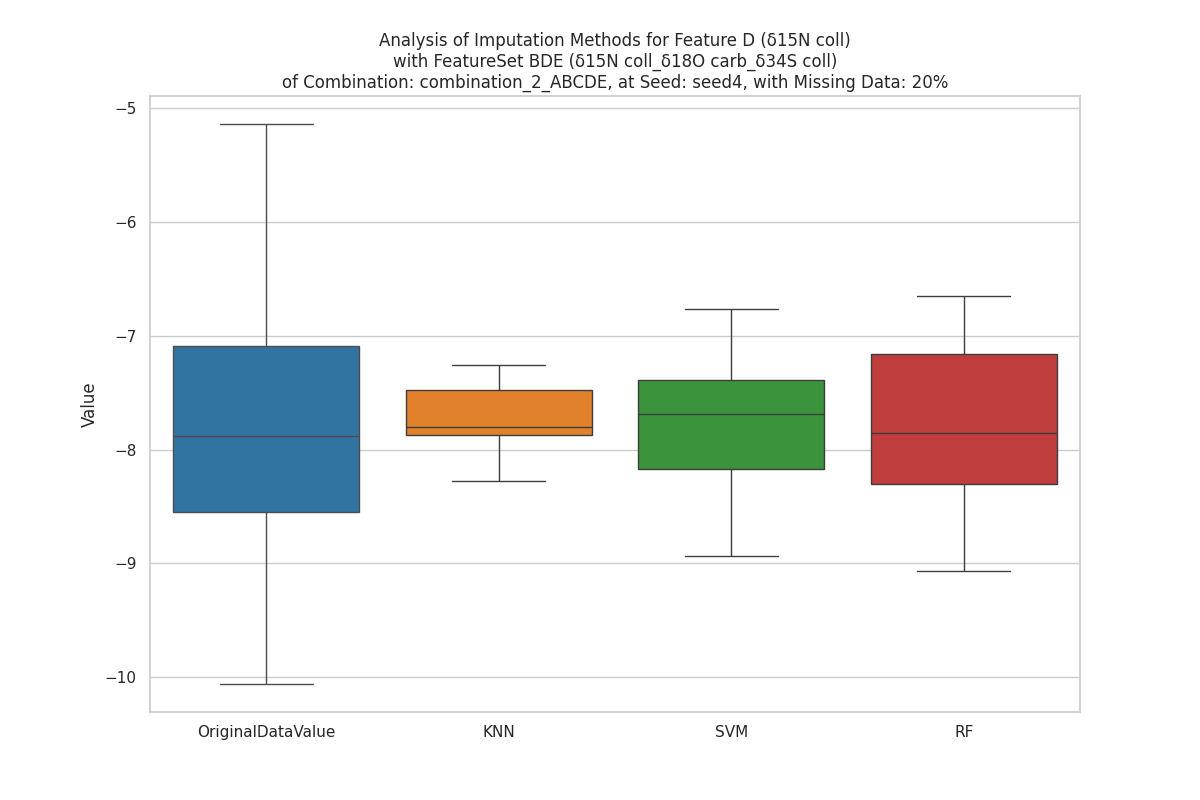 Analysis of Imputation Methods for Feature D (δ15N coll)
with FeatureSet BDE (δ15N coll_δ18O carb_δ34S coll)
of Combination: combination_2_ABCDE, at Seed: seed4, with Missing Data: 20%
Value
−5
−6
−7
−8
−9
−10
OriginalDataValue
KNN
SVM
RF